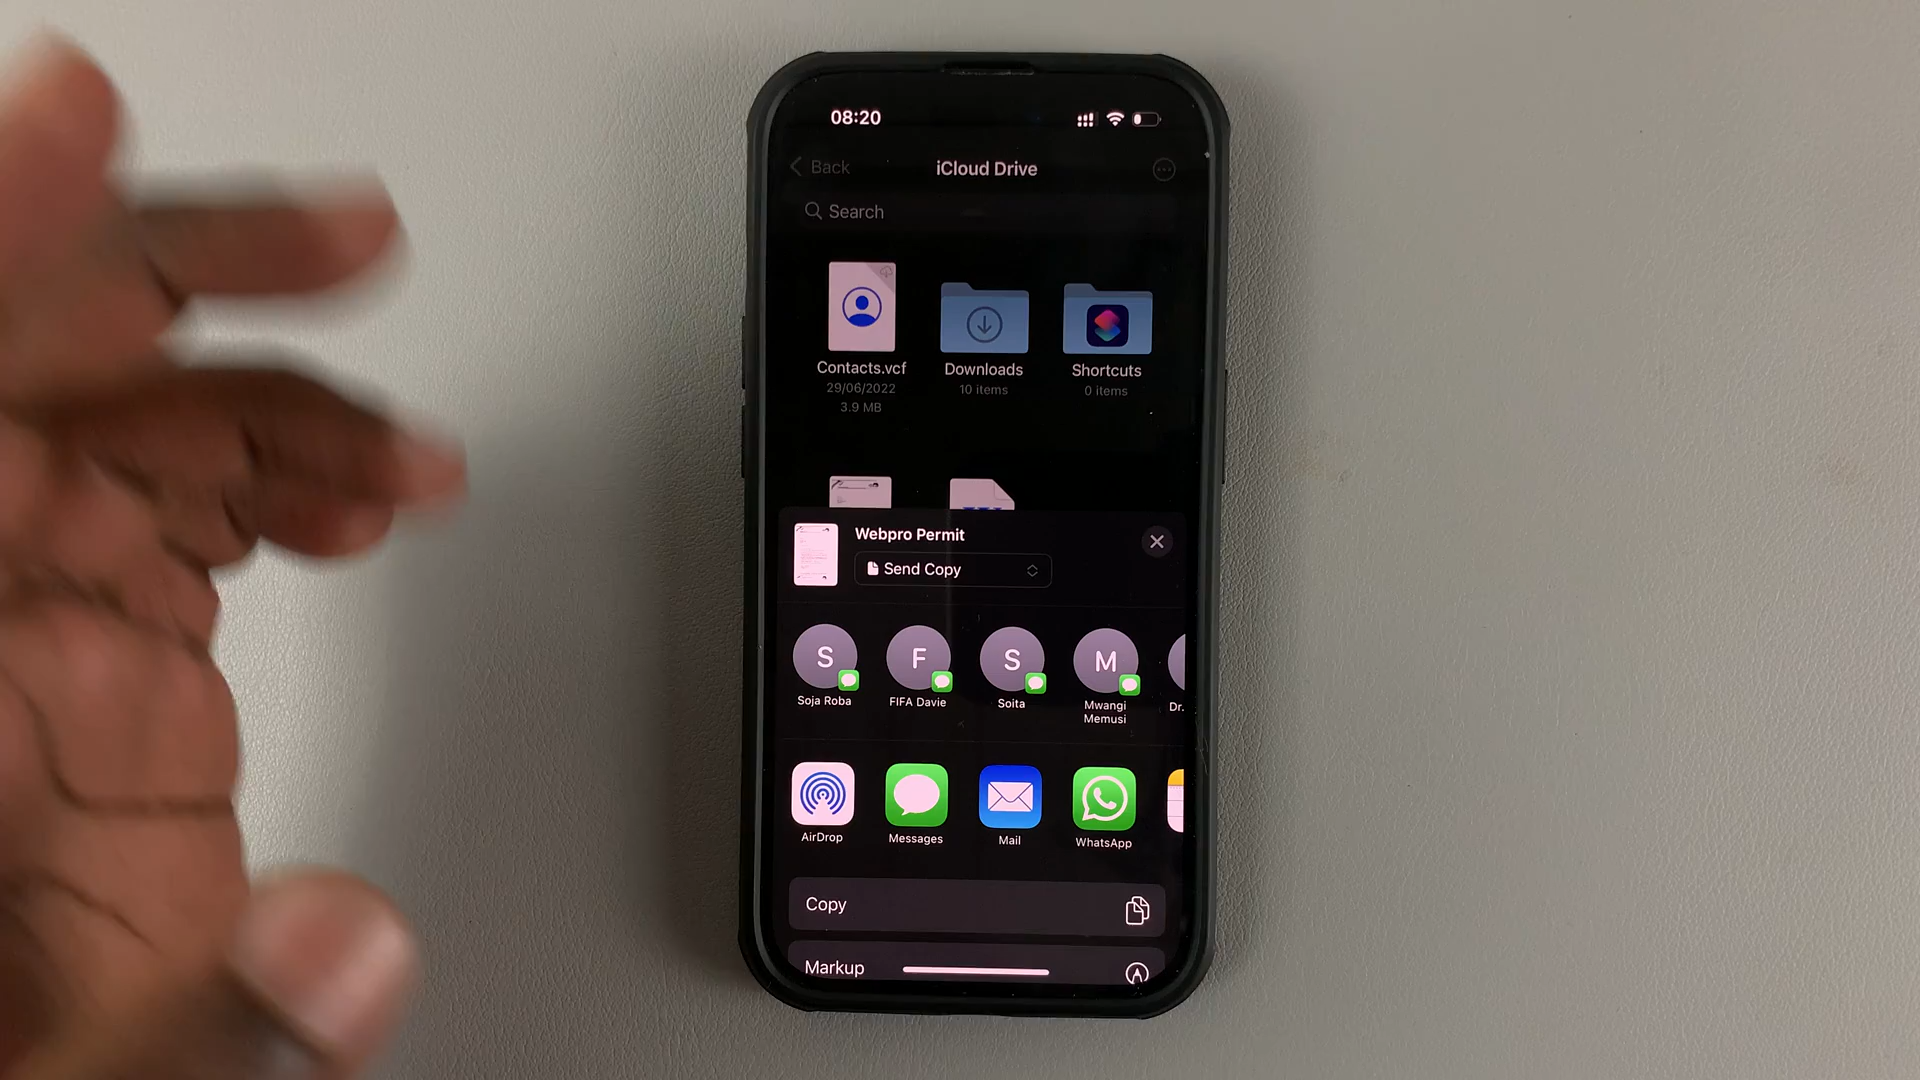 08:20
Back
iCloud Drive
Search
Contacts.vcf
29/06/2022
3.9 MB
Downloads
10 items
Shortcuts
0 items
Webpro Permit
Send Copy
S
F
S
M
Soja Roba
FIFA Davie
Soita
Mwangi
Memusi
Dr.
AirDrop
Messages
Mail
WhatsApp
Copy
Markup